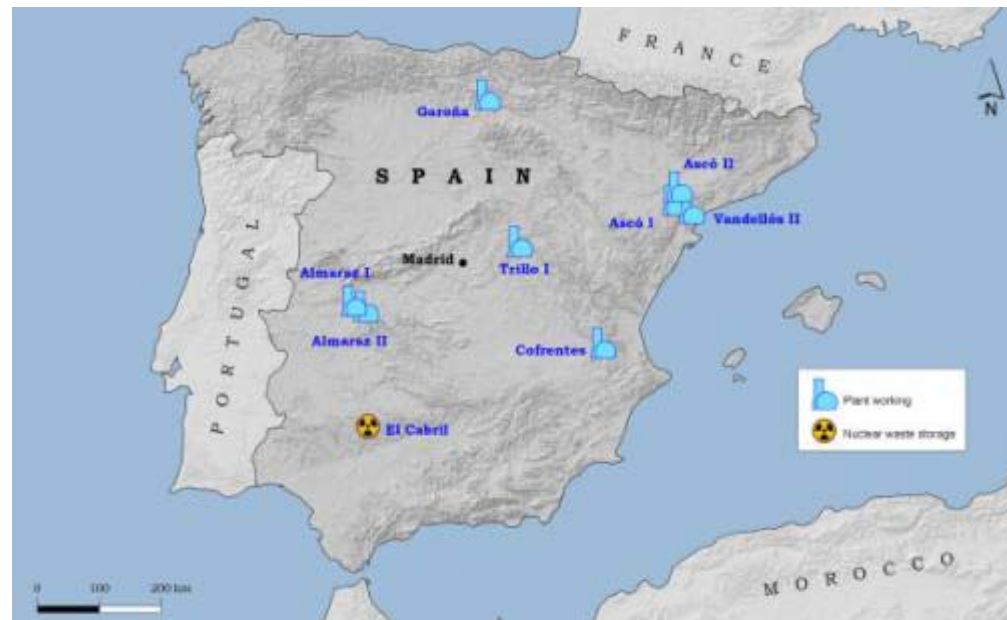 FRANCE
N
Garoña
SPAIN
Ascó II
Ascó I
Vandellós II
Madrid
Trillo I
Almaraz I
Almaraz II
Cofrentes
PORTUGAL
Plant working
Nuclear waste storage
El Cabril
MOROCCO
0 100 200 km